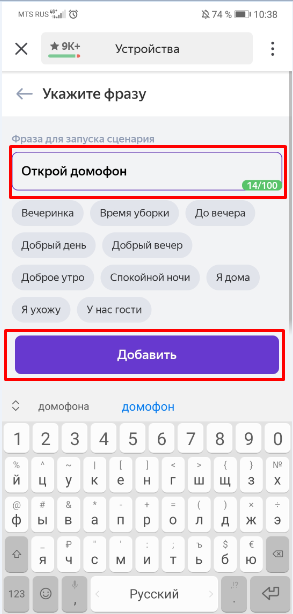 MTS RUS 74 % 10:38
9K+ Устройства
Укажите фразу
Фраза для запуска сценария
Открой домофон
14/100
Вечеринка Время уборки До вечера
Добрый день Добрый вечер
Доброе утро Спокойной ночи Я дома
Я ухожу У нас гости
Добавить
домофона домофон
1 2 3 4 5 6 7 8 9 0
% ^ ~ | [ ] < > { }
й ц у к е н г ш щ з х
@ # & * - + = ( )
ф ы в а п р о л д ж э
_ ₽ " ' : ; ъ $ €
я ч с м и т ь б ю
123 , Русский .